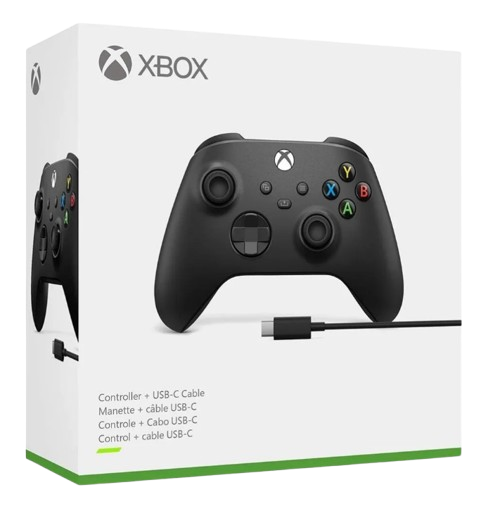 XBOX
Y
X
B
A
Controller + USB-C Cable
Manette + câble USB-C
Controle + Cabo USB-C
Control + cable USB-C